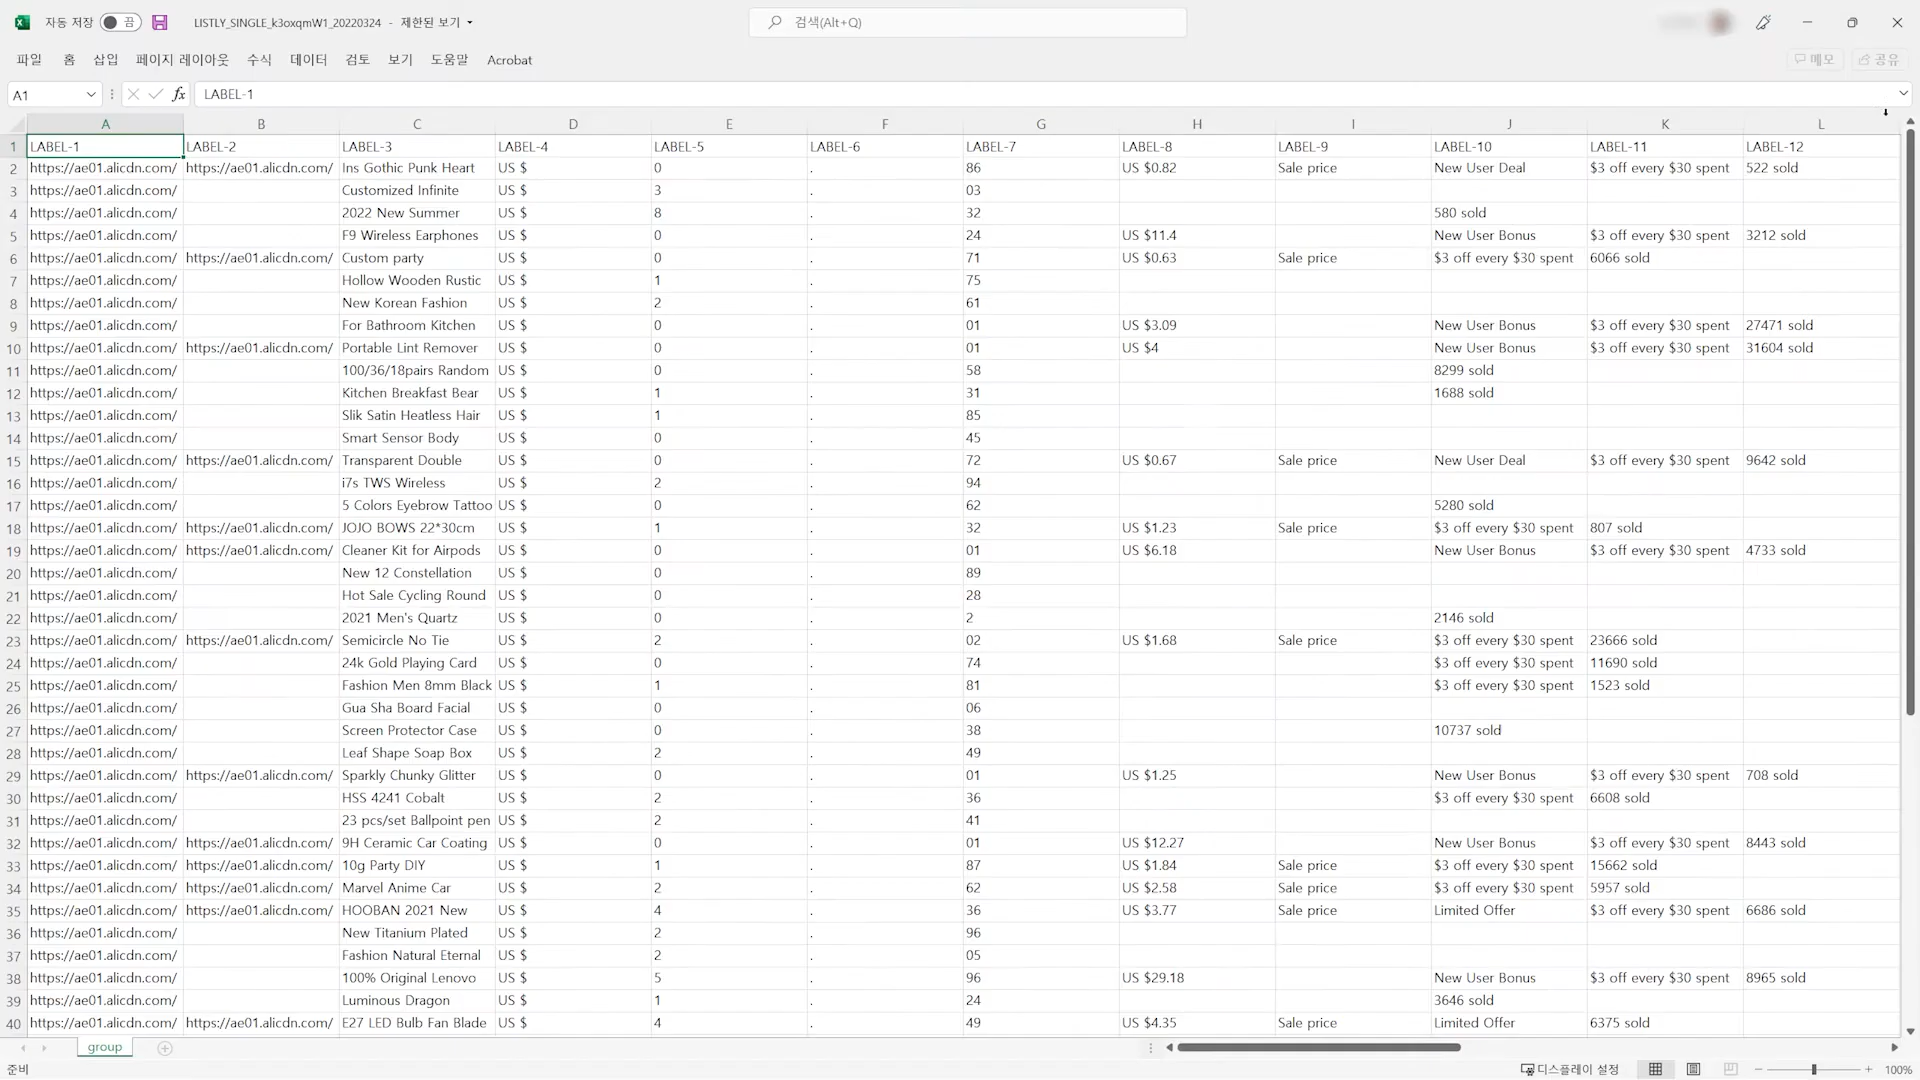 자동 저장 끔 LISTLY_SINGLE_k3oxqmW1_20220324 - 제한된 보기 검색(Alt+Q)
파일 홈 삽입 페이지 레이아웃 수식 데이터 검토 보기 도움말 Acrobat 메모 공유
A1 fx LABEL-1
A B C D E F G H I J K L
1 LABEL-1 LABEL-2 LABEL-3 LABEL-4 LABEL-5 LABEL-6 LABEL-7 LABEL-8 LABEL-9 LABEL-10 LABEL-11 LABEL-12
2 https://ae01.alicdn.com/ https://ae01.alicdn.com/ Ins Gothic Punk Heart US $ 0 . 86 US $0.82 Sale price New User Deal $3 off every $30 spent 522 sold
3 https://ae01.alicdn.com/ Customized Infinite US $ 3 . 03
4 https://ae01.alicdn.com/ 2022 New Summer US $ 8 . 32 580 sold
5 https://ae01.alicdn.com/ F9 Wireless Earphones US $ 0 . 24 US $11.4 New User Bonus $3 off every $30 spent 3212 sold
6 https://ae01.alicdn.com/ https://ae01.alicdn.com/ Custom party US $ 0 . 71 US $0.63 Sale price $3 off every $30 spent 6066 sold
7 https://ae01.alicdn.com/ Hollow Wooden Rustic US $ 1 . 75
8 https://ae01.alicdn.com/ New Korean Fashion US $ 2 . 61
9 https://ae01.alicdn.com/ For Bathroom Kitchen US $ 0 . 01 US $3.09 New User Bonus $3 off every $30 spent 27471 sold
10 https://ae01.alicdn.com/ https://ae01.alicdn.com/ Portable Lint Remover US $ 0 . 01 US $4 New User Bonus $3 off every $30 spent 31604 sold
11 https://ae01.alicdn.com/ 100/36/18pairs Random US $ 0 . 58 8299 sold
12 https://ae01.alicdn.com/ Kitchen Breakfast Bear US $ 1 . 31 1688 sold
13 https://ae01.alicdn.com/ Slik Satin Heatless Hair US $ 1 . 85
14 https://ae01.alicdn.com/ Smart Sensor Body US $ 0 . 45
15 https://ae01.alicdn.com/ https://ae01.alicdn.com/ Transparent Double US $ 0 . 72 US $0.67 Sale price New User Deal $3 off every $30 spent 9642 sold
16 https://ae01.alicdn.com/ i7s TWS Wireless US $ 2 . 94
17 https://ae01.alicdn.com/ 5 Colors Eyebrow Tattoo US $ 0 . 62 5280 sold
18 https://ae01.alicdn.com/ https://ae01.alicdn.com/ JOJO BOWS 22*30cm US $ 1 . 32 US $1.23 Sale price $3 off every $30 spent 807 sold
19 https://ae01.alicdn.com/ https://ae01.alicdn.com/ Cleaner Kit for Airpods US $ 0 . 01 US $6.18 New User Bonus $3 off every $30 spent 4733 sold
20 https://ae01.alicdn.com/ New 12 Constellation US $ 0 . 89
21 https://ae01.alicdn.com/ Hot Sale Cycling Round US $ 0 . 28
22 https://ae01.alicdn.com/ 2021 Men's Quartz US $ 0 . 2 2146 sold
23 https://ae01.alicdn.com/ https://ae01.alicdn.com/ Semicircle No Tie US $ 2 . 02 US $1.68 Sale price $3 off every $30 spent 23666 sold
24 https://ae01.alicdn.com/ 24k Gold Playing Card US $ 0 . 74 $3 off every $30 spent 11690 sold
25 https://ae01.alicdn.com/ Fashion Men 8mm Black US $ 1 . 81 $3 off every $30 spent 1523 sold
26 https://ae01.alicdn.com/ Gua Sha Board Facial US $ 0 . 06
27 https://ae01.alicdn.com/ Screen Protector Case US $ 0 . 38 10737 sold
28 https://ae01.alicdn.com/ Leaf Shape Soap Box US $ 2 . 49
29 https://ae01.alicdn.com/ https://ae01.alicdn.com/ Sparkly Chunky Glitter US $ 0 . 01 US $1.25 New User Bonus $3 off every $30 spent 708 sold
30 https://ae01.alicdn.com/ HSS 4241 Cobalt US $ 2 . 36 $3 off every $30 spent 6608 sold
31 https://ae01.alicdn.com/ 23 pcs/set Ballpoint pen US $ 2 . 41
32 https://ae01.alicdn.com/ https://ae01.alicdn.com/ 9H Ceramic Car Coating US $ 0 . 01 US $12.27 New User Bonus $3 off every $30 spent 8443 sold
33 https://ae01.alicdn.com/ https://ae01.alicdn.com/ 10g Party DIY US $ 1 . 87 US $1.84 Sale price $3 off every $30 spent 15662 sold
34 https://ae01.alicdn.com/ https://ae01.alicdn.com/ Marvel Anime Car US $ 2 . 62 US $2.58 Sale price $3 off every $30 spent 5957 sold
35 https://ae01.alicdn.com/ https://ae01.alicdn.com/ HOOBAN 2021 New US $ 4 . 36 US $3.77 Sale price Limited Offer $3 off every $30 spent 6686 sold
36 https://ae01.alicdn.com/ New Titanium Plated US $ 2 . 96
37 https://ae01.alicdn.com/ Fashion Natural Eternal US $ 2 . 05
38 https://ae01.alicdn.com/ 100% Original Lenovo US $ 5 . 96 US $29.18 New User Bonus $3 off every $30 spent 8965 sold
39 https://ae01.alicdn.com/ Luminous Dragon US $ 1 . 24 3646 sold
40 https://ae01.alicdn.com/ https://ae01.alicdn.com/ E27 LED Bulb Fan Blade US $ 4 . 49 US $4.35 Sale price Limited Offer 6375 sold
group
준비 디스플레이 설정 100%